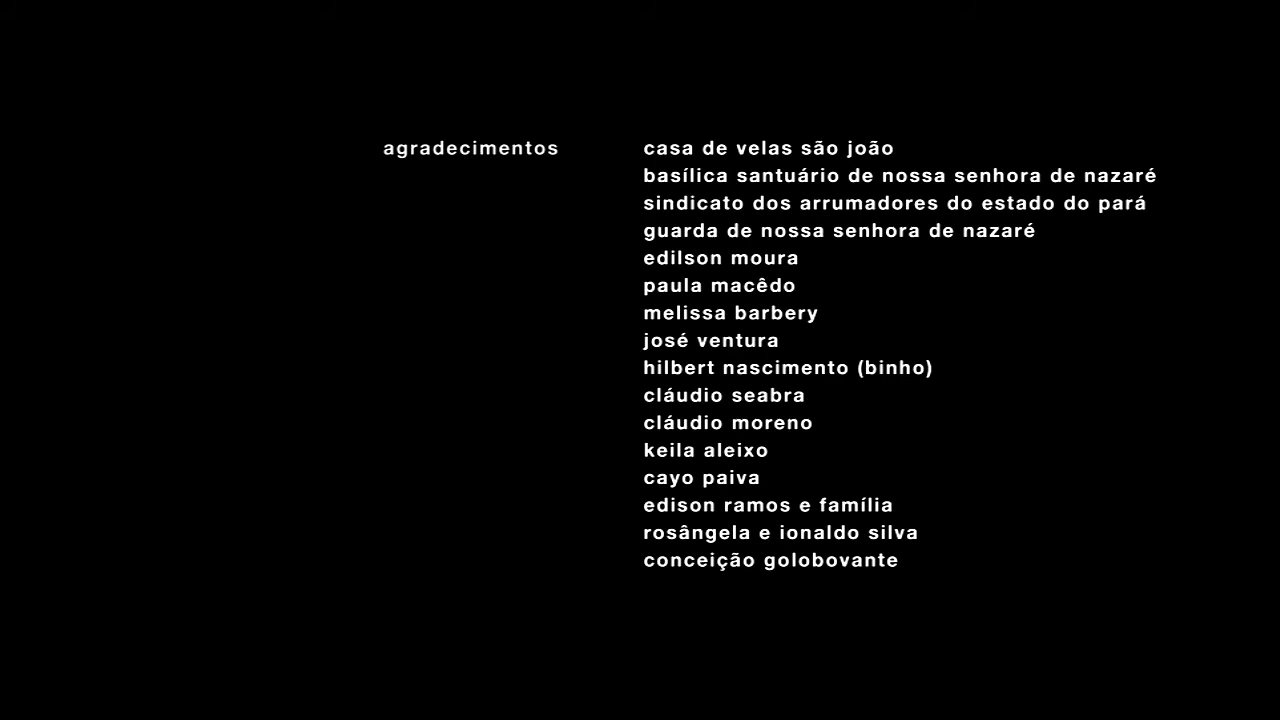 agradecimentos casa de velas são joão
basílica santuário de nossa senhora de nazaré
sindicato dos arrumadores do estado do pará
guarda de nossa senhora de nazaré
edilson moura
paula macêdo
melissa barbery
josé ventura
hilbert nascimento (binho)
cláudio seabra
cláudio moreno
keila aleixo
cayo paiva
edison ramos e família
rosângela e ionaldo silva
conceição golobovante